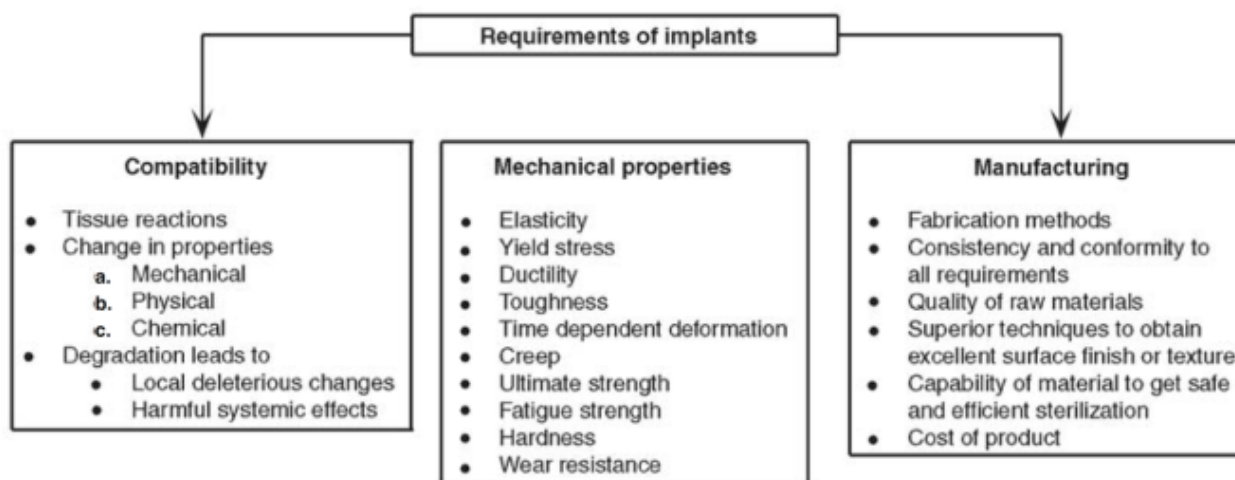 Requirements of implants
Compatibility
• Tissue reactions
• Change in properties
a. Mechanical
b. Physical
c. Chemical
• Degradation leads to
• Local deleterious changes
• Harmful systemic effects
Mechanical properties
• Elasticity
• Yield stress
• Ductility
• Toughness
• Time dependent deformation
• Creep
• Ultimate strength
• Fatigue strength
• Hardness
• Wear resistance
Manufacturing
• Fabrication methods
• Consistency and conformity to
all requirements
• Quality of raw materials
• Superior techniques to obtain
excellent surface finish or texture
• Capability of material to get safe
and efficient sterilization
• Cost of product